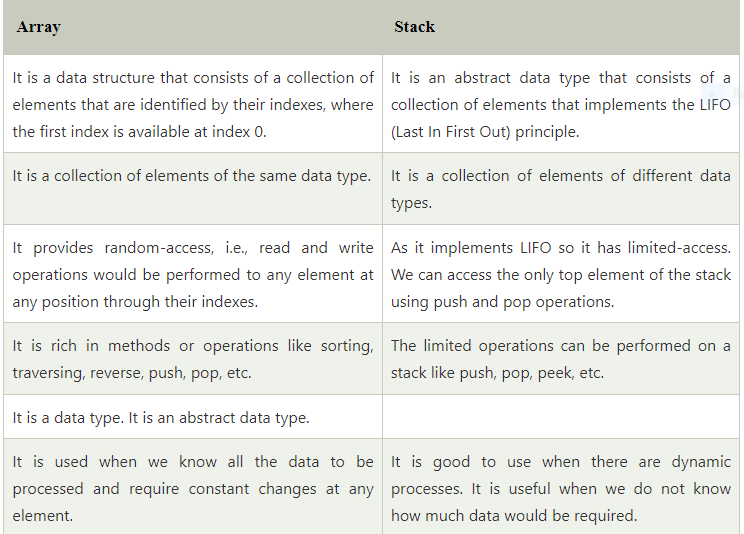 Array
Stack
It is a data structure that consists of a collection of
elements that are identified by their indexes, where
the first index is available at index 0.
It is an abstract data type that consists of a
collection of elements that implements the LIFO
(Last In First Out) principle.
It is a collection of elements of the same data type.
It is a collection of elements of different data
types.
It provides random-access, i.e., read and write
operations would be performed to any element at
any position through their indexes.
As it implements LIFO so it has limited-access.
We can access the only top element of the stack
using push and pop operations.
It is rich in methods or operations like sorting,
traversing, reverse, push, pop, etc.
The limited operations can be performed on a
stack like push, pop, peek, etc.
It is a data type. It is an abstract data type.
It is used when we know all the data to be
processed and require constant changes at any
element.
It is good to use when there are dynamic
processes. It is useful when we do not know
how much data would be required.